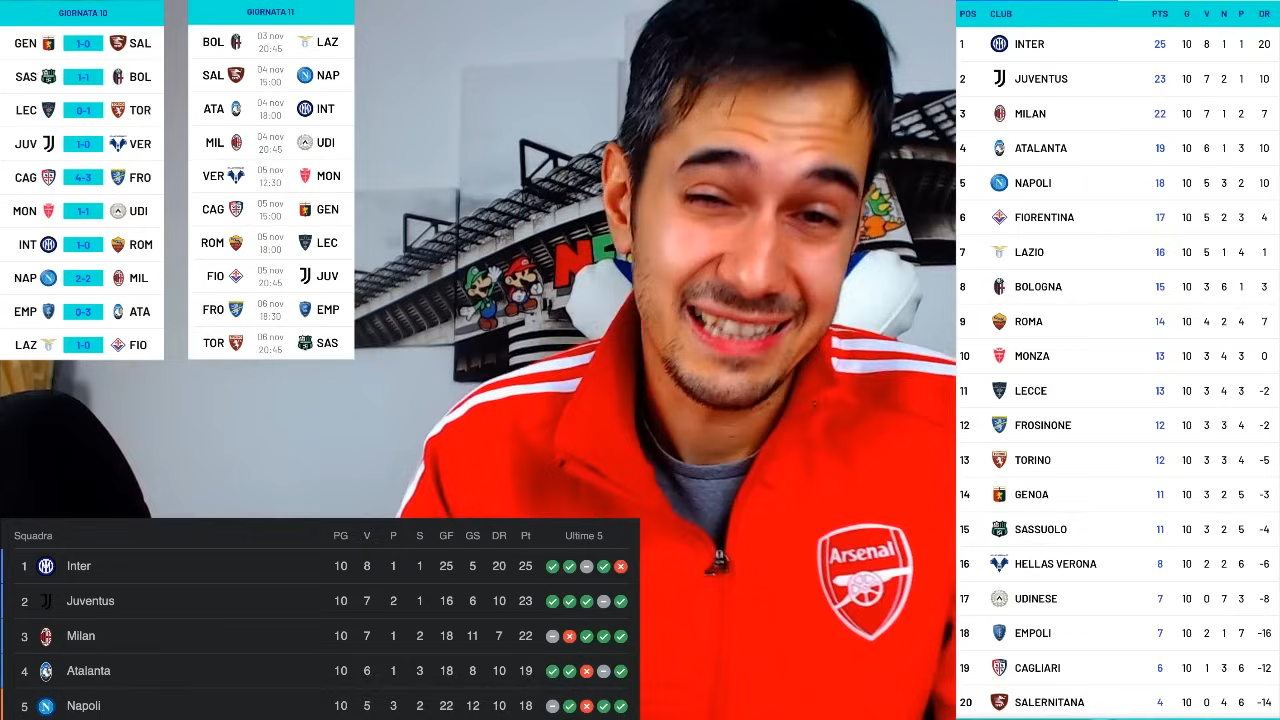 GIORNATA 10
GEN 1-0 SAL
SAS 1-1 BOL
LEC 0-1 TOR
JUV 1-0 VER
CAG 4-3 FRO
MON 1-1 UDI
INT 1-0 ROM
NAP 2-2 MIL
EMP 0-3 ATA
LAZ 1-0 FIO
GIORNATA 11
BOL 03 nov 20:45 LAZ
SAL 04 nov 15:00 NAP
ATA 04 nov 18:00 INT
MIL 04 nov 20:45 UDI
VER 05 nov 12:30 MON
CAG 05 nov 15:00 GEN
ROM 05 nov 18:00 LEC
FIO 05 nov 20:45 JUV
FRO 06 nov 18:30 EMP
TOR 06 nov 20:45 SAS
POS CLUB PTS G V N P DR
1 INTER 25 10 8 1 1 20
2 JUVENTUS 23 10 7 2 1 10
3 MILAN 22 10 7 1 2 7
4 ATALANTA 19 10 6 1 3 10
5 NAPOLI 18 10 5 3 2 10
6 FIORENTINA 17 10 5 2 3 4
7 LAZIO 16 10 5 1 4 1
8 BOLOGNA 15 10 3 6 1 3
9 ROMA 14 10 4 2 4 7
10 MONZA 13 10 3 4 3 0
11 LECCE 13 10 3 4 3 -2
12 FROSINONE 12 10 3 3 4 -2
13 TORINO 12 10 3 3 4 -5
14 GENOA 11 10 3 2 5 -3
15 SASSUOLO 11 10 3 2 5 -4
16 HELLAS VERONA 8 10 2 2 6 -6
17 UDINESE 7 10 0 7 3 -8
18 EMPOLI 7 10 2 1 7 -16
19 CAGLIARI 6 10 1 3 6 -12
20 SALERNITANA 4 10 0 4 6 -14
Squadra PG V P S GF GS DR Pt Ultime 5
1 Inter 10 8 1 1 25 5 20 25
2 Juventus 10 7 2 1 16 6 10 23
3 Milan 10 7 1 2 18 11 7 22
4 Atalanta 10 6 1 3 18 8 10 19
5 Napoli 10 5 3 2 22 12 10 18
Arsenal